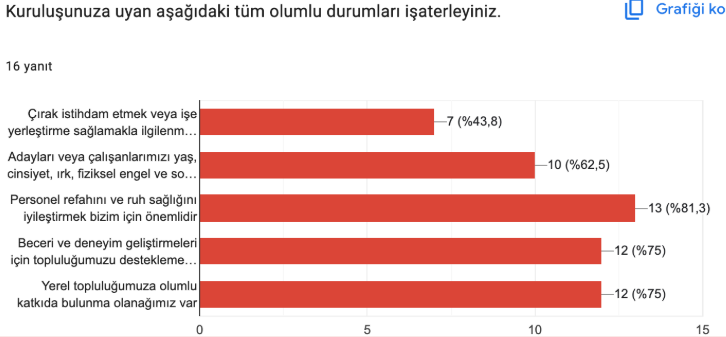 Kuruluşunuza uyan aşağıdaki tüm olumlu durumları işaterleyiniz.
Grafiği ko
16 yanıt
Çırak istihdam etmek veya işe
yerleştirme sağlamakla ilgilenm…
7 (%43,8)
Adayları veya çalışanlarımızı yaş,
cinsiyet, ırk, fiziksel engel ve so…
10 (%62,5)
Personel refahını ve ruh sağlığını
iyileştirmek bizim için önemlidir
13 (%81,3)
Beceri ve deneyim geliştirmeleri
için topluluğumuzu destekleme…
12 (%75)
Yerel topluluğumuza olumlu
katkıda bulunma olanağımız var
12 (%75)
0 5 10 15